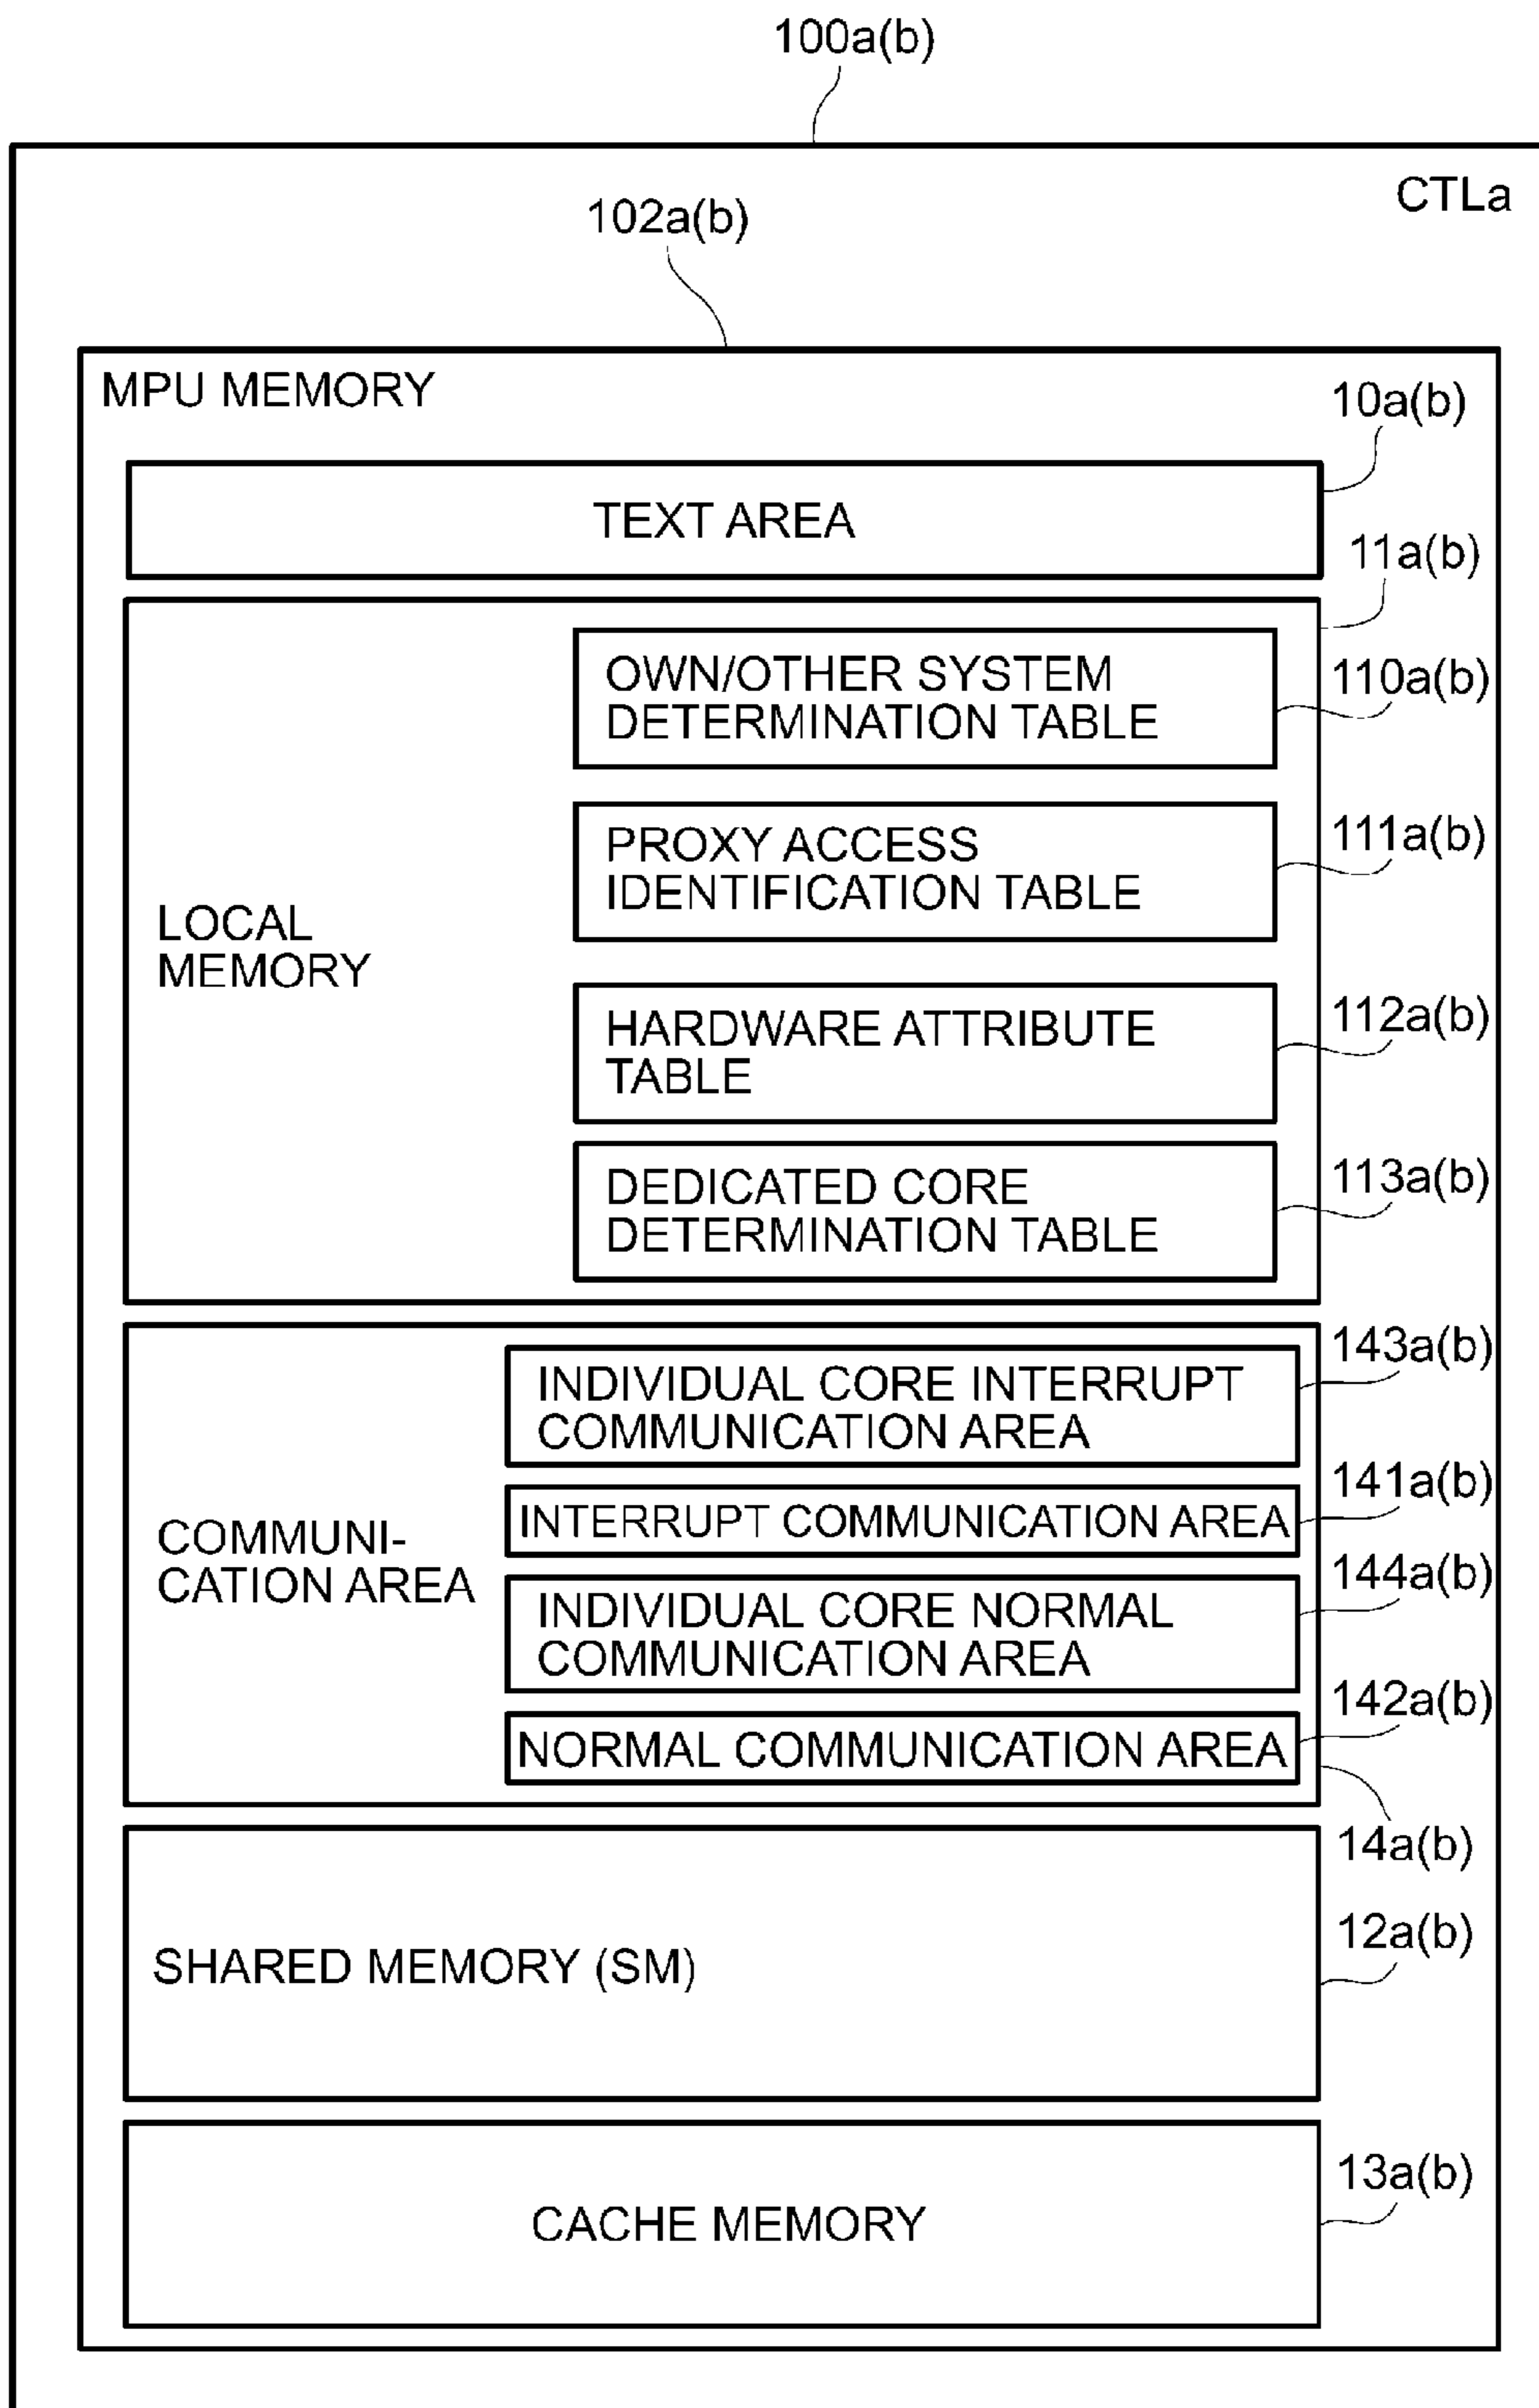 100a(b)
CTLa
102a(b)
MPU MEMORY
10a(b)
TEXT AREA
11a(b)
OWN/OTHER SYSTEM
DETERMINATION TABLE
110a(b)
PROXY ACCESS
IDENTIFICATION TABLE
111a(b)
LOCAL
MEMORY
HARDWARE ATTRIBUTE
TABLE
112a(b)
DEDICATED CORE
DETERMINATION TABLE
113a(b)
INDIVIDUAL CORE INTERRUPT
COMMUNICATION AREA
143a(b)
INTERRUPT COMMUNICATION AREA
141a(b)
COMMUNI-
CATION AREA
INDIVIDUAL CORE NORMAL
COMMUNICATION AREA
144a(b)
NORMAL COMMUNICATION AREA
142a(b)
14a(b)
SHARED MEMORY (SM)
12a(b)
CACHE MEMORY
13a(b)